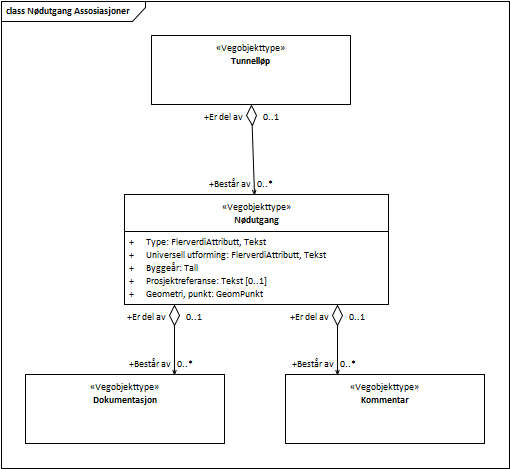 class Nødutgang Assosiasjoner
«Vegobjekttype»
Tunnelløp
+Er del av 0..1
+Består av 0..*
«Vegobjekttype»
Nødutgang
+ Type: FlerverdiAttributt, Tekst
+ Universell utforming: FlerverdiAttributt, Tekst
+ Byggeår: Tall
+ Prosjektreferanse: Tekst [0..1]
+ Geometri, punkt: GeomPunkt
+Er del av 0..1 +Er del av 0..1
+Består av 0..* +Består av 0..*
«Vegobjekttype» «Vegobjekttype»
Dokumentasjon Kommentar